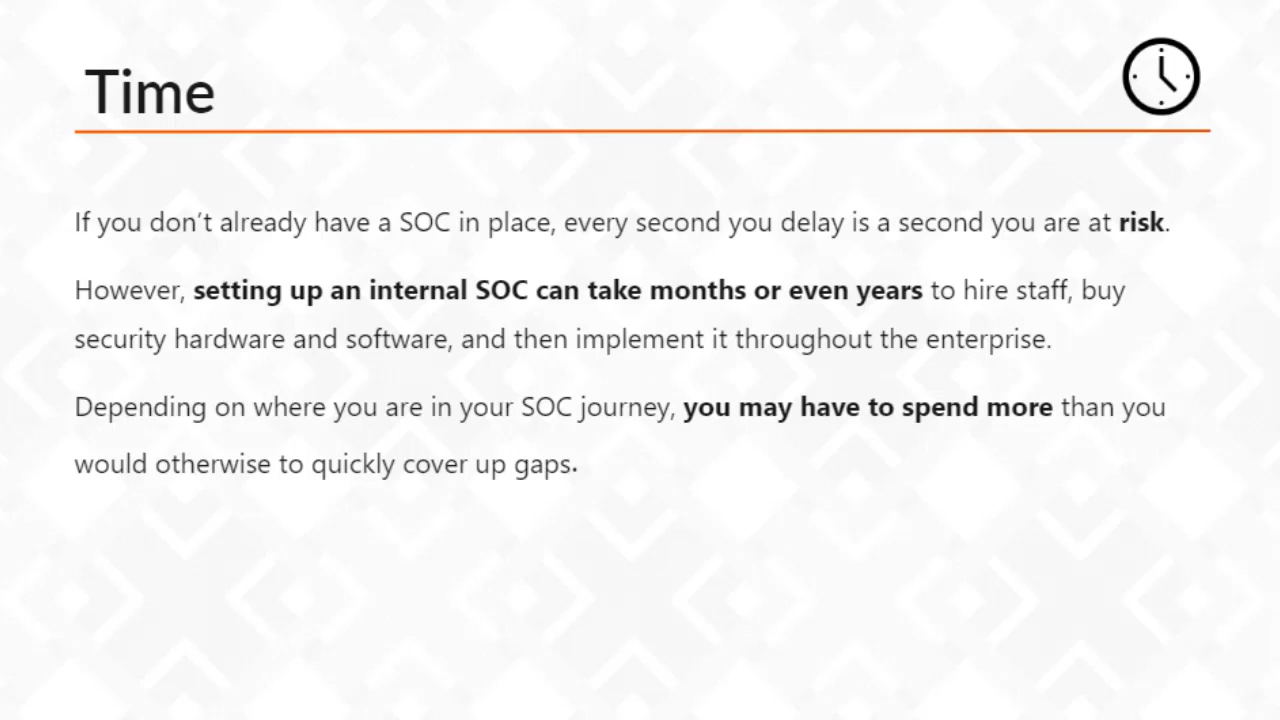 Time
If you don’t already have a SOC in place, every second you delay is a second you are at risk.
However, setting up an internal SOC can take months or even years to hire staff, buy
security hardware and software, and then implement it throughout the enterprise.
Depending on where you are in your SOC journey, you may have to spend more than you
would otherwise to quickly cover up gaps.